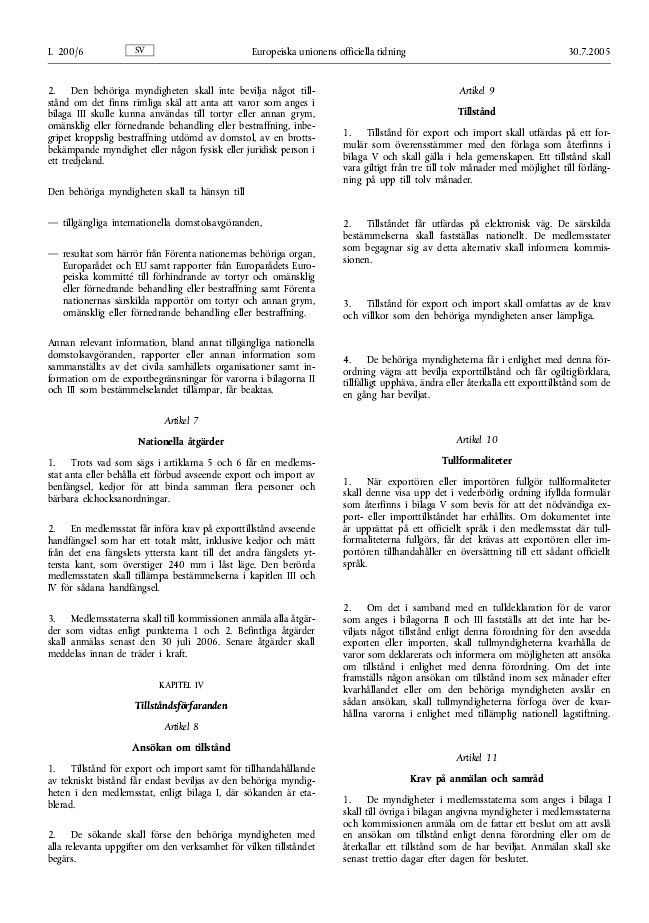 L 200/6
SV
Europeiska unionens officiella tidning
30.7.2005
2. Den behöriga myndigheten skall inte bevilja något till-
stånd om det finns rimliga skäl att anta att varor som anges i
bilaga III skulle kunna användas till tortyr eller annan grym,
omänsklig eller förnedrande behandling eller bestraffning, inbe-
gripet kroppslig bestraffning utdömd av domstol, av en brotts-
bekämpande myndighet eller någon fysisk eller juridisk person i
ett tredjeland.
Den behöriga myndigheten skall ta hänsyn till
— tillgängliga internationella domstolsavgöranden,
— resultat som härrör från Förenta nationernas behöriga organ,
Europarådet och EU samt rapporter från Europarådets Euro-
peiska kommitté till förhindrande av tortyr och omänsklig
eller förnedrande behandling eller bestraffning samt Förenta
nationernas särskilda rapportör om tortyr och annan grym,
omänsklig eller förnedrande behandling eller bestraffning.
Annan relevant information, bland annat tillgängliga nationella
domstolsavgöranden, rapporter eller annan information som
sammanställts av det civila samhällets organisationer samt in-
formation om de exportbegränsningar för varorna i bilagorna II
och III som bestämmelselandet tillämpar, får beaktas.
Artikel 7
Nationella åtgärder
1. Trots vad som sägs i artiklarna 5 och 6 får en medlems-
stat anta eller behålla ett förbud avseende export och import av
benfängsel, kedjor för att binda samman flera personer och
bärbara elchocksanordningar.
2. En medlemsstat får införa krav på exporttillstånd avseende
handfängsel som har ett totalt mått, inklusive kedjor och mätt
från det ena fängslets yttersta kant till det andra fängslets yt-
tersta kant, som överstiger 240 mm i låst läge. Den berörda
medlemsstaten skall tillämpa bestämmelserna i kapitlen III och
IV för sådana handfängsel.
3. Medlemsstaterna skall till kommissionen anmäla alla åtgär-
der som vidtas enligt punkterna 1 och 2. Befintliga åtgärder
skall anmälas senast den 30 juli 2006. Senare åtgärder skall
meddelas innan de träder i kraft.
KAPITEL IV
Tillståndsförfaranden
Artikel 8
Ansökan om tillstånd
1. Tillstånd för export och import samt för tillhandahållande
av tekniskt bistånd får endast beviljas av den behöriga myndig-
heten i den medlemsstat, enligt bilaga I, där sökanden är eta-
blerad.
2. De sökande skall förse den behöriga myndigheten med
alla relevanta uppgifter om den verksamhet för vilken tillståndet
begärs.
Artikel 9
Tillstånd
1. Tillstånd för export och import skall utfärdas på ett for-
mulär som överensstämmer med den förlaga som återfinns i
bilaga V och skall gälla i hela gemenskapen. Ett tillstånd skall
vara giltigt från tre till tolv månader med möjlighet till förläng-
ning på upp till tolv månader.
2. Tillståndet får utfärdas på elektronisk väg. De särskilda
bestämmelserna skall fastställas nationellt. De medlemsstater
som begagnar sig av detta alternativ skall informera kommis-
sionen.
3. Tillstånd för export och import skall omfattas av de krav
och villkor som den behöriga myndigheten anser lämpliga.
4. De behöriga myndigheterna får i enlighet med denna för-
ordning vägra att bevilja exporttillstånd och får ogiltigförklara,
tillfälligt upphäva, ändra eller återkalla ett exporttillstånd som de
en gång har beviljat.
Artikel 10
Tullformaliteter
1. När exportören eller importören fullgör tullformaliteter
skall denne visa upp det i vederbörlig ordning ifyllda formulär
som återfinns i bilaga V som bevis för att det nödvändiga ex-
port- eller importtillståndet har erhållits. Om dokumentet inte
är upprättat på ett officiellt språk i den medlemsstat där tull-
formaliteterna fullgörs, får det krävas att exportören eller im-
portören tillhandahåller en översättning till ett sådant officiellt
språk.
2. Om det i samband med en tulldeklaration för de varor
som anges i bilagorna II och III fastställs att det inte har be-
viljats något tillstånd enligt denna förordning för den avsedda
exporten eller importen, skall tullmyndigheterna kvarhålla de
varor som deklarerats och informera om möjligheten att ansöka
om tillstånd i enlighet med denna förordning. Om det inte
framställs någon ansökan om tillstånd inom sex månader efter
kvarhållandet eller om den behöriga myndigheten avslår en
sådan ansökan, skall tullmyndigheterna förfoga över de kvar-
hållna varorna i enlighet med tillämplig nationell lagstiftning.
Artikel 11
Krav på anmälan och samråd
1. De myndigheter i medlemsstaterna som anges i bilaga I
skall till övriga i bilagan angivna myndigheter i medlemsstaterna
och kommissionen anmäla om de fattar ett beslut om att avslå
en ansökan om tillstånd enligt denna förordning eller om de
återkallar ett tillstånd som de har beviljat. Anmälan skall ske
senast trettio dagar efter dagen för beslutet.